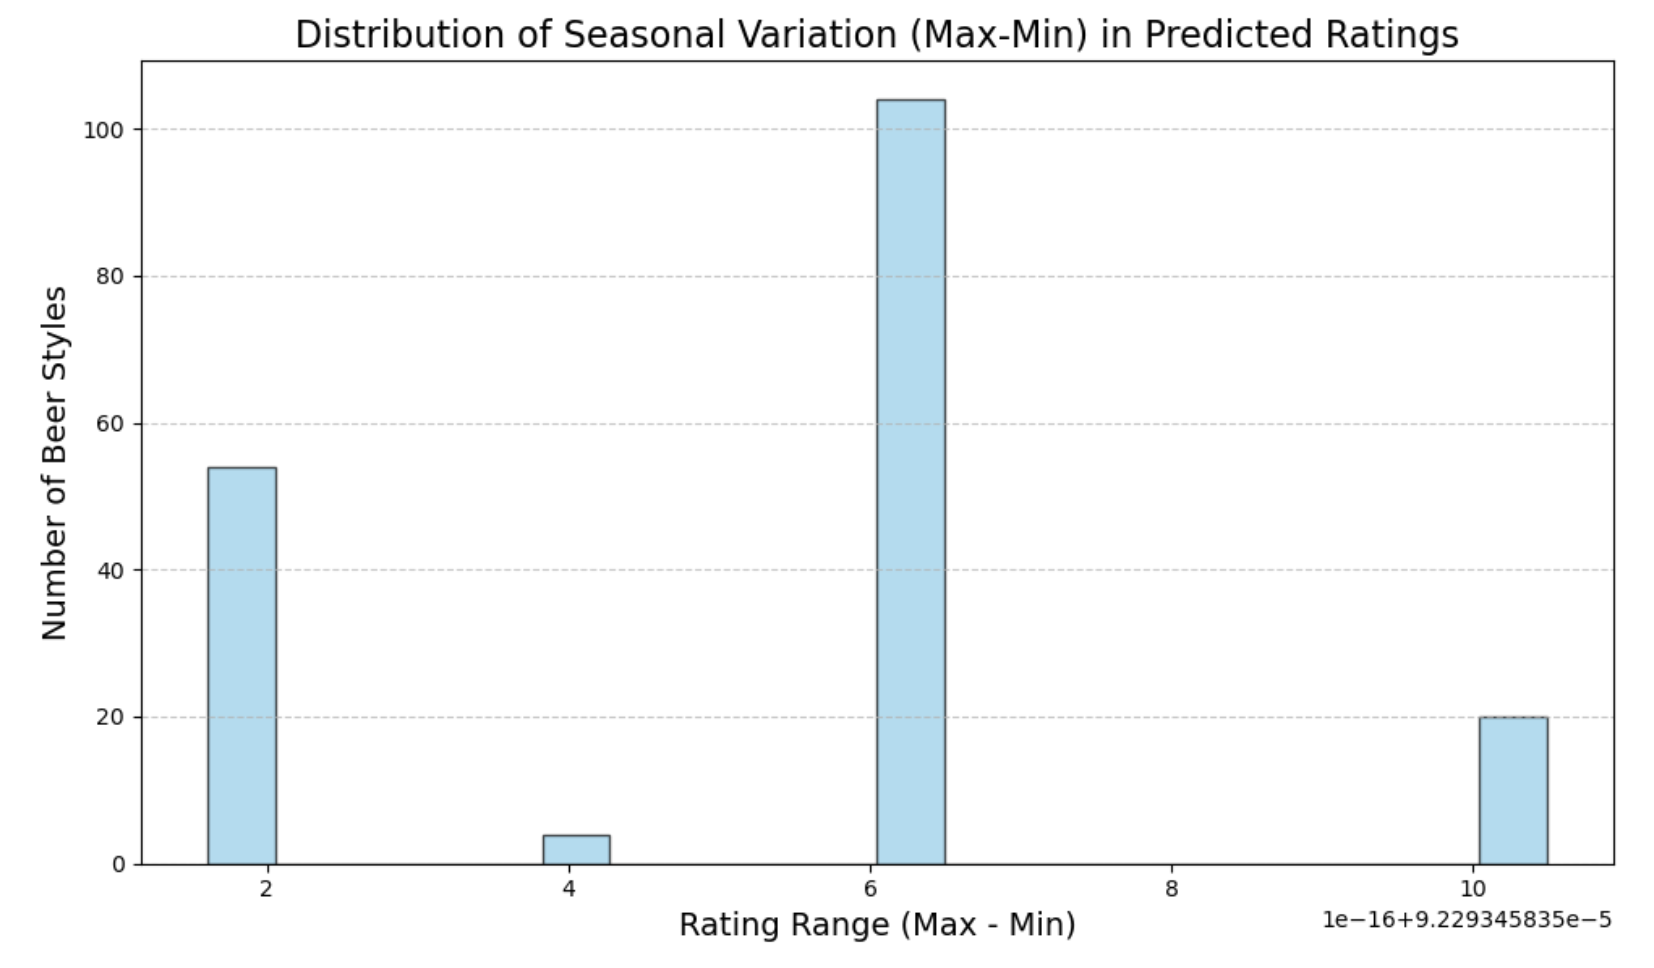 Distribution of Seasonal Variation (Max-Min) in Predicted Ratings
Number of Beer Styles
100
80
60
40
20
0
2 4 6 8 10
Rating Range (Max - Min)
1e−16+9.229345835e−5